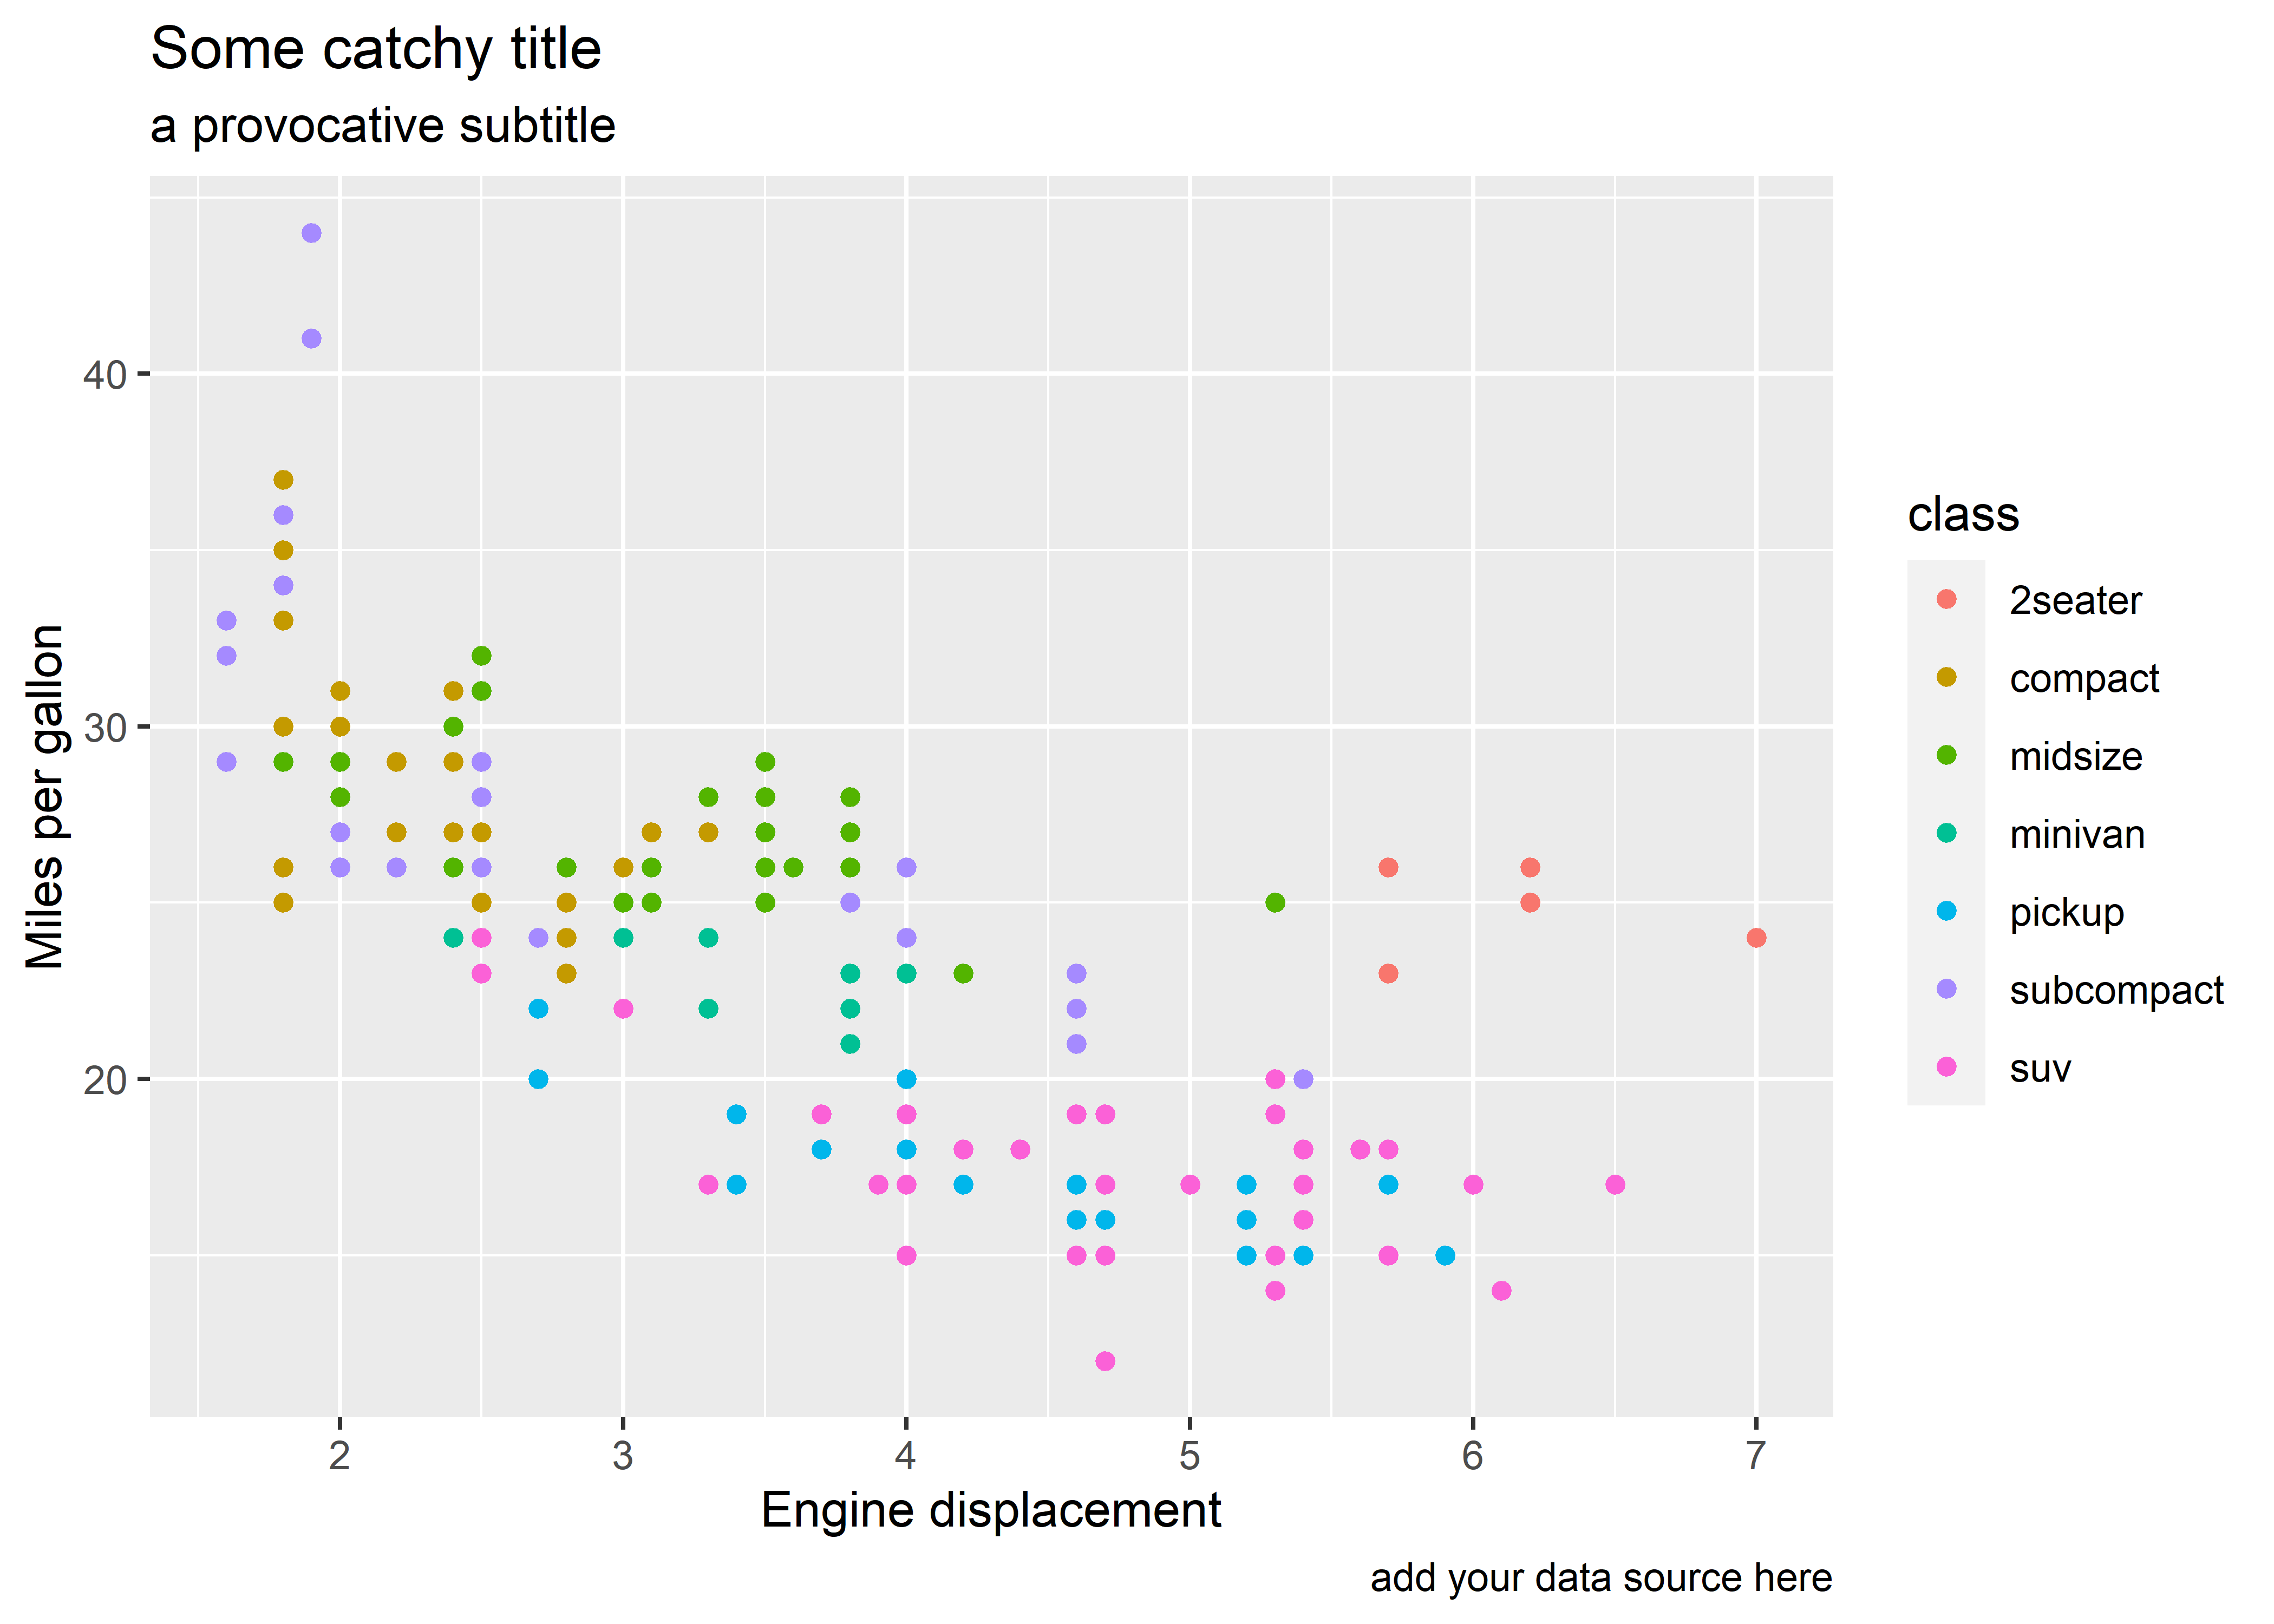 Some catchy title
a provocative subtitle
Miles per gallon
40
30
20
2 3 4 5 6 7
Engine displacement
class
2seater
compact
midsize
minivan
pickup
subcompact
suv
add your data source here